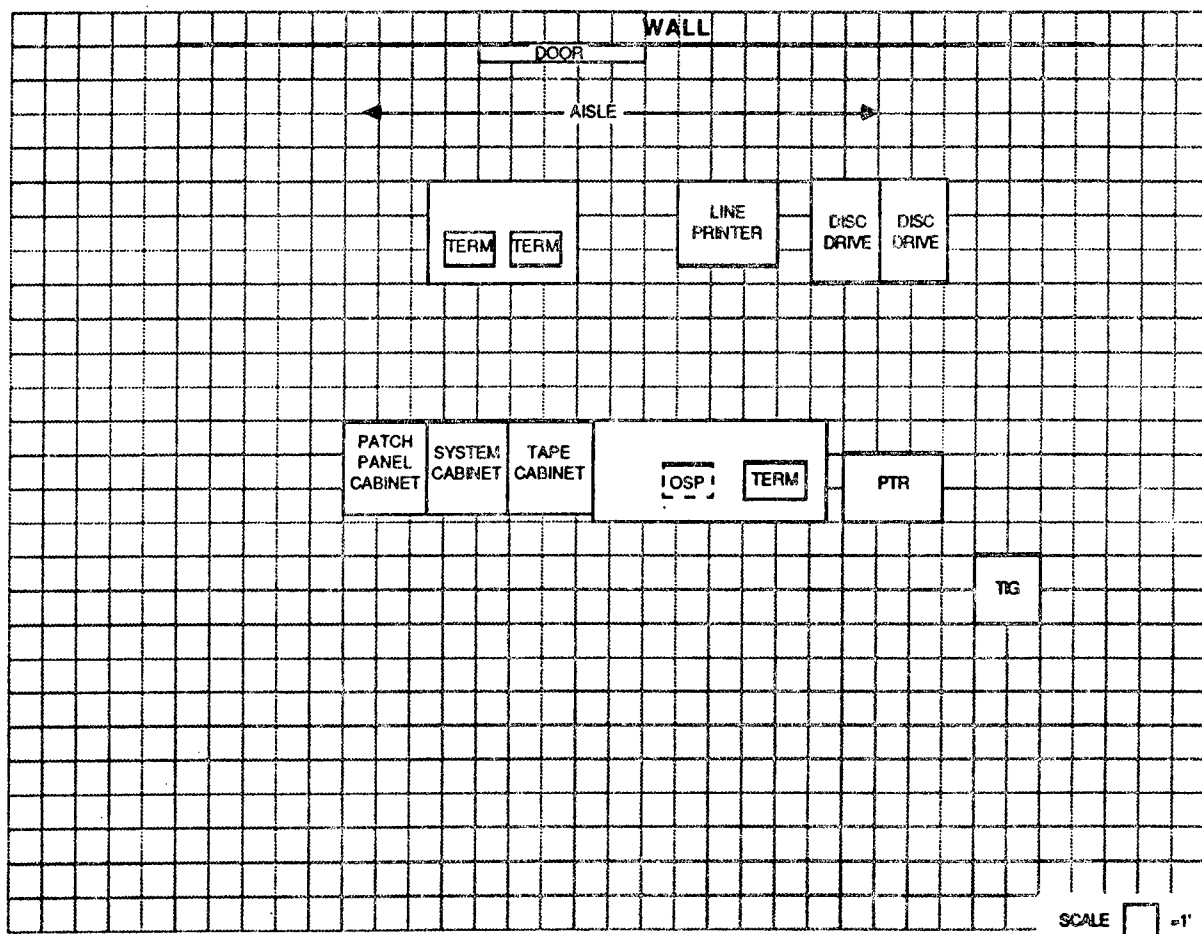 WALL
DOOR
AISLE
LINE
PRINTER
DISC
DRIVE
DISC
DRIVE
TERM
TERM
PATCH
PANEL
CABINET
SYSTEM
CABINET
TAPE
CABINET
OSP
TERM
PTR
TIG
SCALE =1'